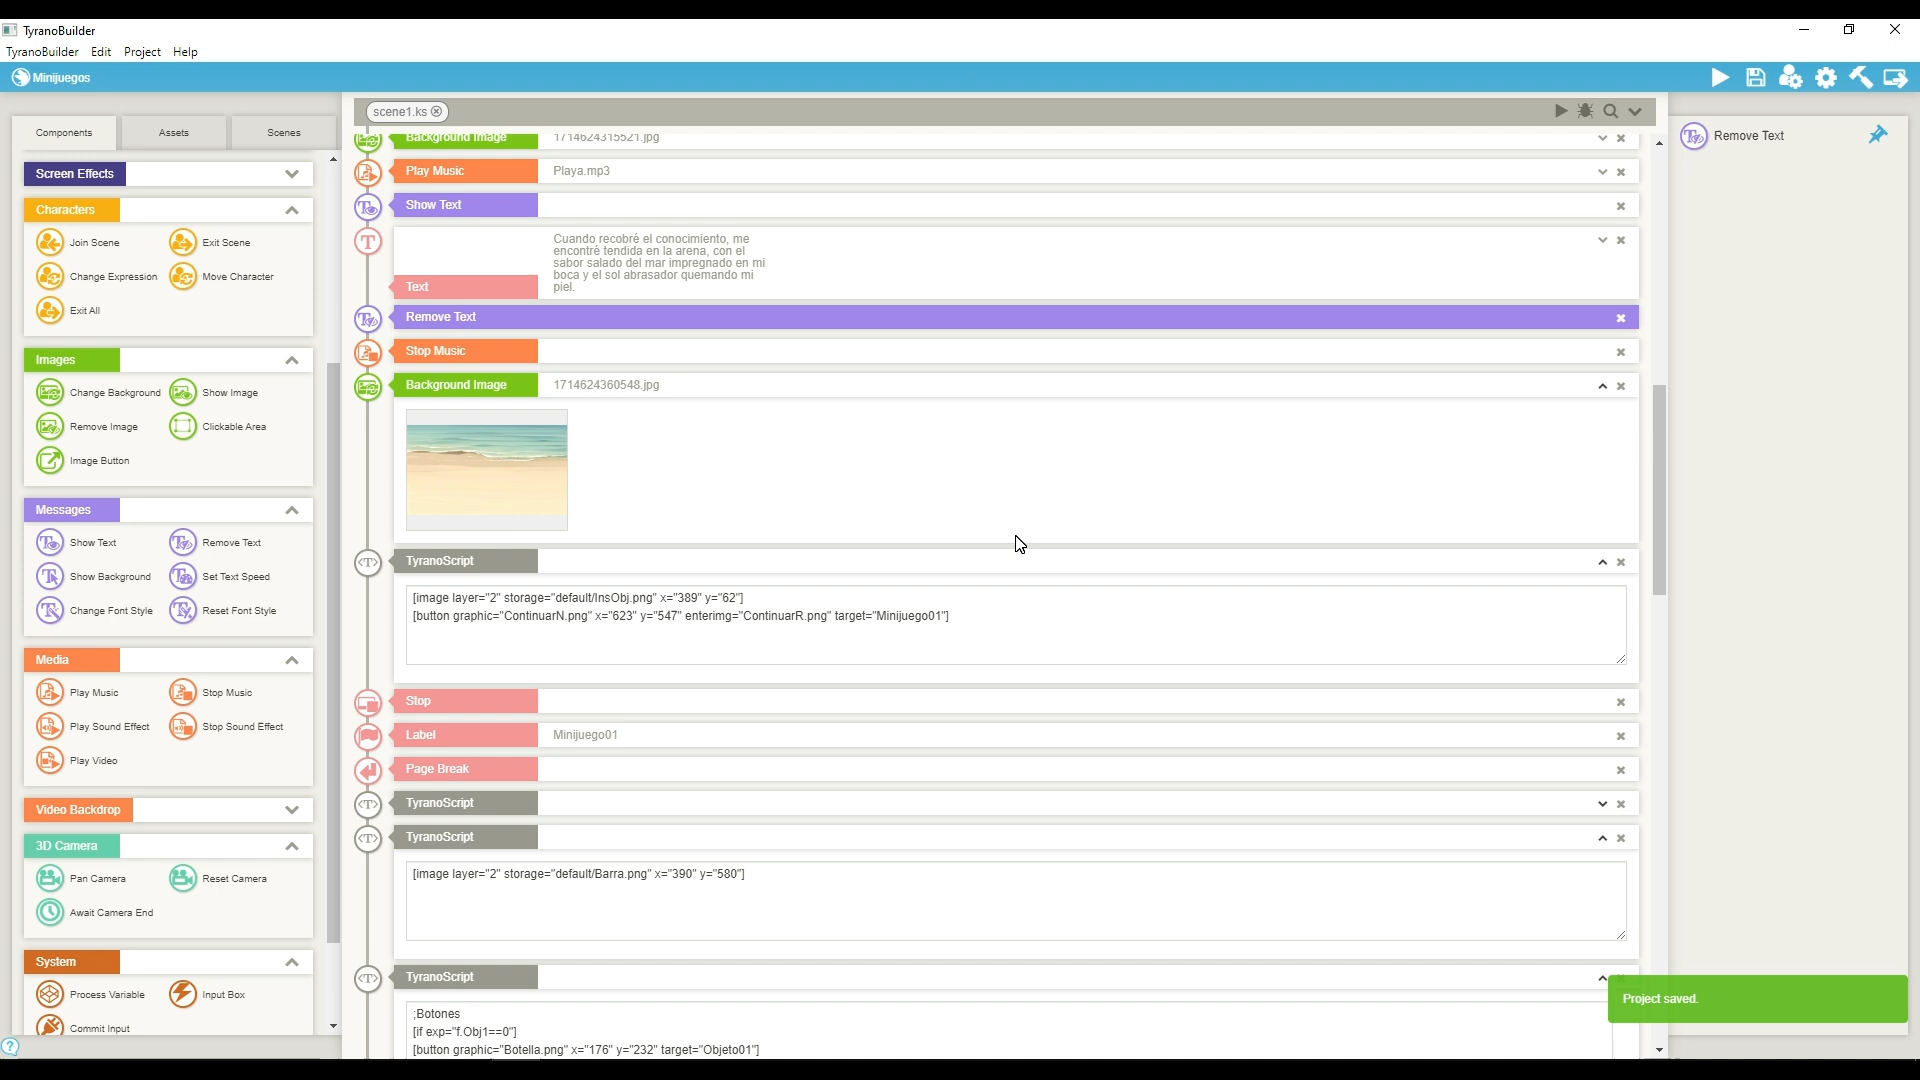 TyranoBuilder
TyranoBuilder Edit Project Help
Minijuegos
Components Assets Scenes
Screen Effects
Characters
Join Scene Exit Scene
Change Expression Move Character
Exit All
Images
Change Background Show Image
Remove Image Clickable Area
Image Button
Messages
Show Text Remove Text
Show Background Set Text Speed
Change Font Style Reset Font Style
Media
Play Music Stop Music
Play Sound Effect Stop Sound Effect
Play Video
Video Backdrop
3D Camera
Pan Camera Reset Camera
Await Camera End
System
Process Variable Input Box
Commit Input
scene1.ks
Background Image 1714624315521.jpg
Play Music Playa.mp3
Show Text
Cuando recobré el conocimiento, me
encontré tendida en la arena, con el
sabor salado del mar impregnado en mi
boca y el sol abrasador quemando mi
Text piel.
Remove Text
Stop Music
Background Image 1714624360548.jpg
TyranoScript
[image layer="2" storage="default/InsObj.png" x="389" y="62"]
[button graphic="ContinuarN.png" x="623" y="547" enterimg="ContinuarR.png" target="Minijuego01"]
Stop
Label Minijuego01
Page Break
TyranoScript
TyranoScript
[image layer="2" storage="default/Barra.png" x="390" y="580"]
TyranoScript
;Botones
[if exp="f.Obj1==0"]
[button graphic="Botella.png" x="176" y="232" target="Objeto01"]
Remove Text
Project saved.